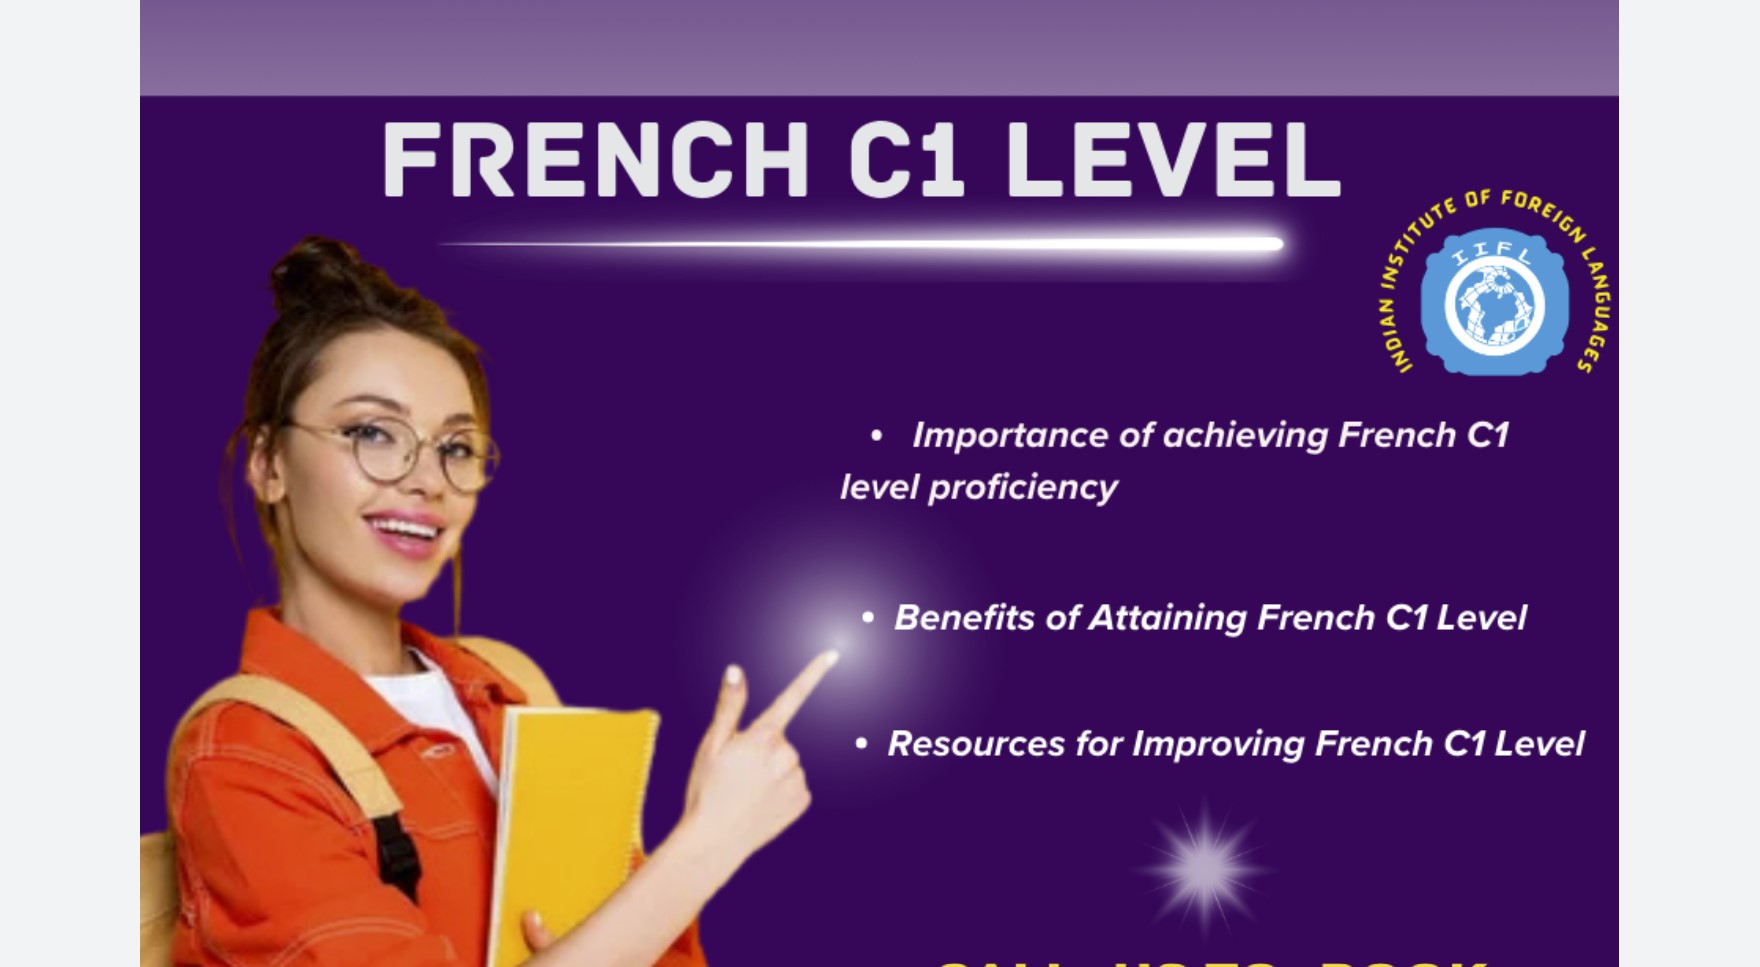 FRENCH C1 LEVEL
INDIAN INSTITUTE OF FOREIGN LANGUAGES
IIFL
• Importance of achieving French C1
level proficiency
• Benefits of Attaining French C1 Level
• Resources for Improving French C1 Level